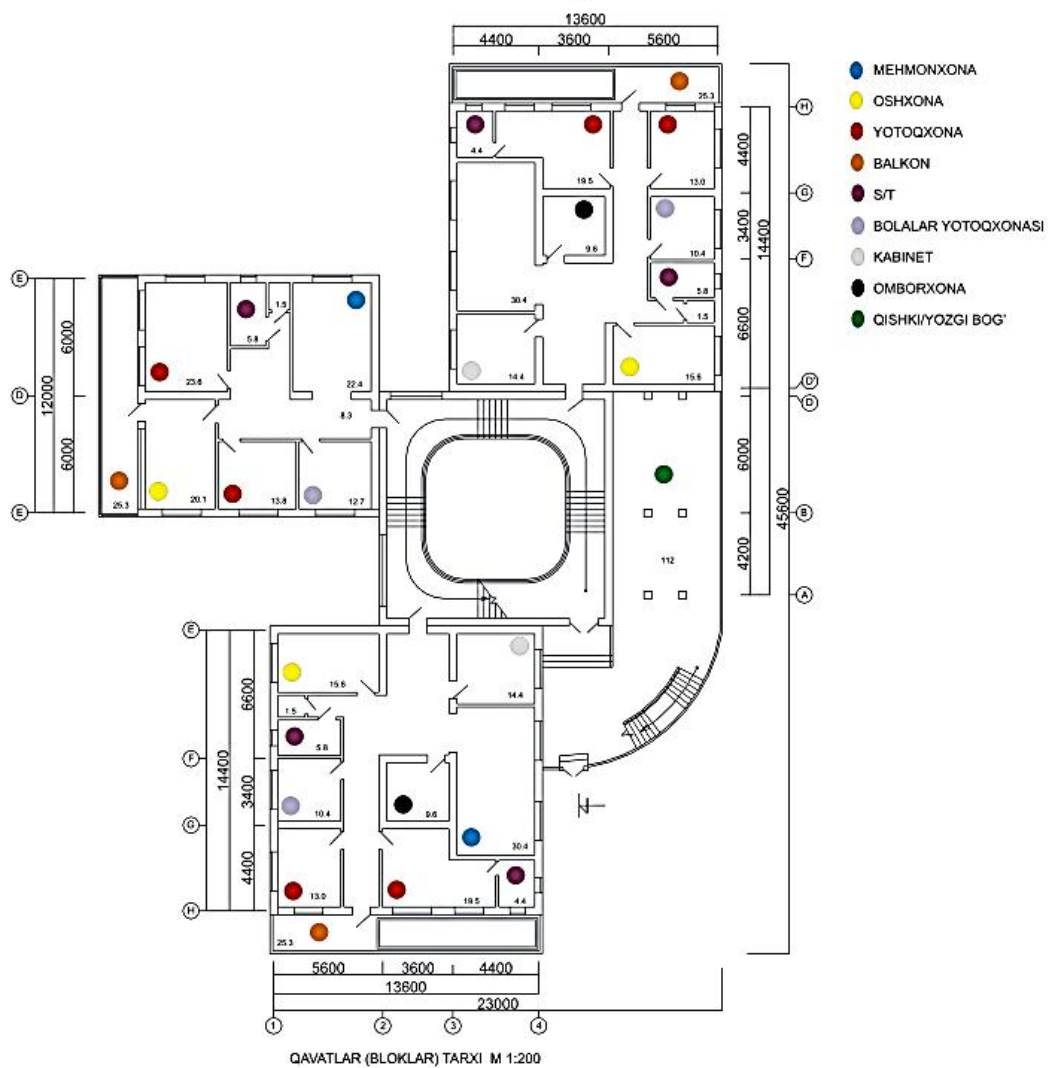 13600
4400 3600 5600
MEHMONXONA
OSHXONA
YOTOQXONA
BALKON
S/T
BOLALAR YOTOQXONASI
KABINET
OMBORXONA
QISHKI/YOZGI BOG'
25.3
H
4.4 19.5 13.0
4400
G
9.6 10.4
3400 14400
F
30.4 5.8
1.5
6600
14.4 15.6
D'
D
E
1.5
5.8
6000
23.6 22.4
12000
D
8.3
6000
25.3 20.1 13.8 12.7
E
6000
45600
B
112
4200
A
E
15.6 14.4
6600
1.5
5.8
F
14400
3400
10.4 9.6
30.4
G
4400
13.0 19.5 4.4
H
25.3
5600 3600 4400
13600
23000
1 2 3 4
QAVATLAR (BLOKLAR) TARXI M 1:200